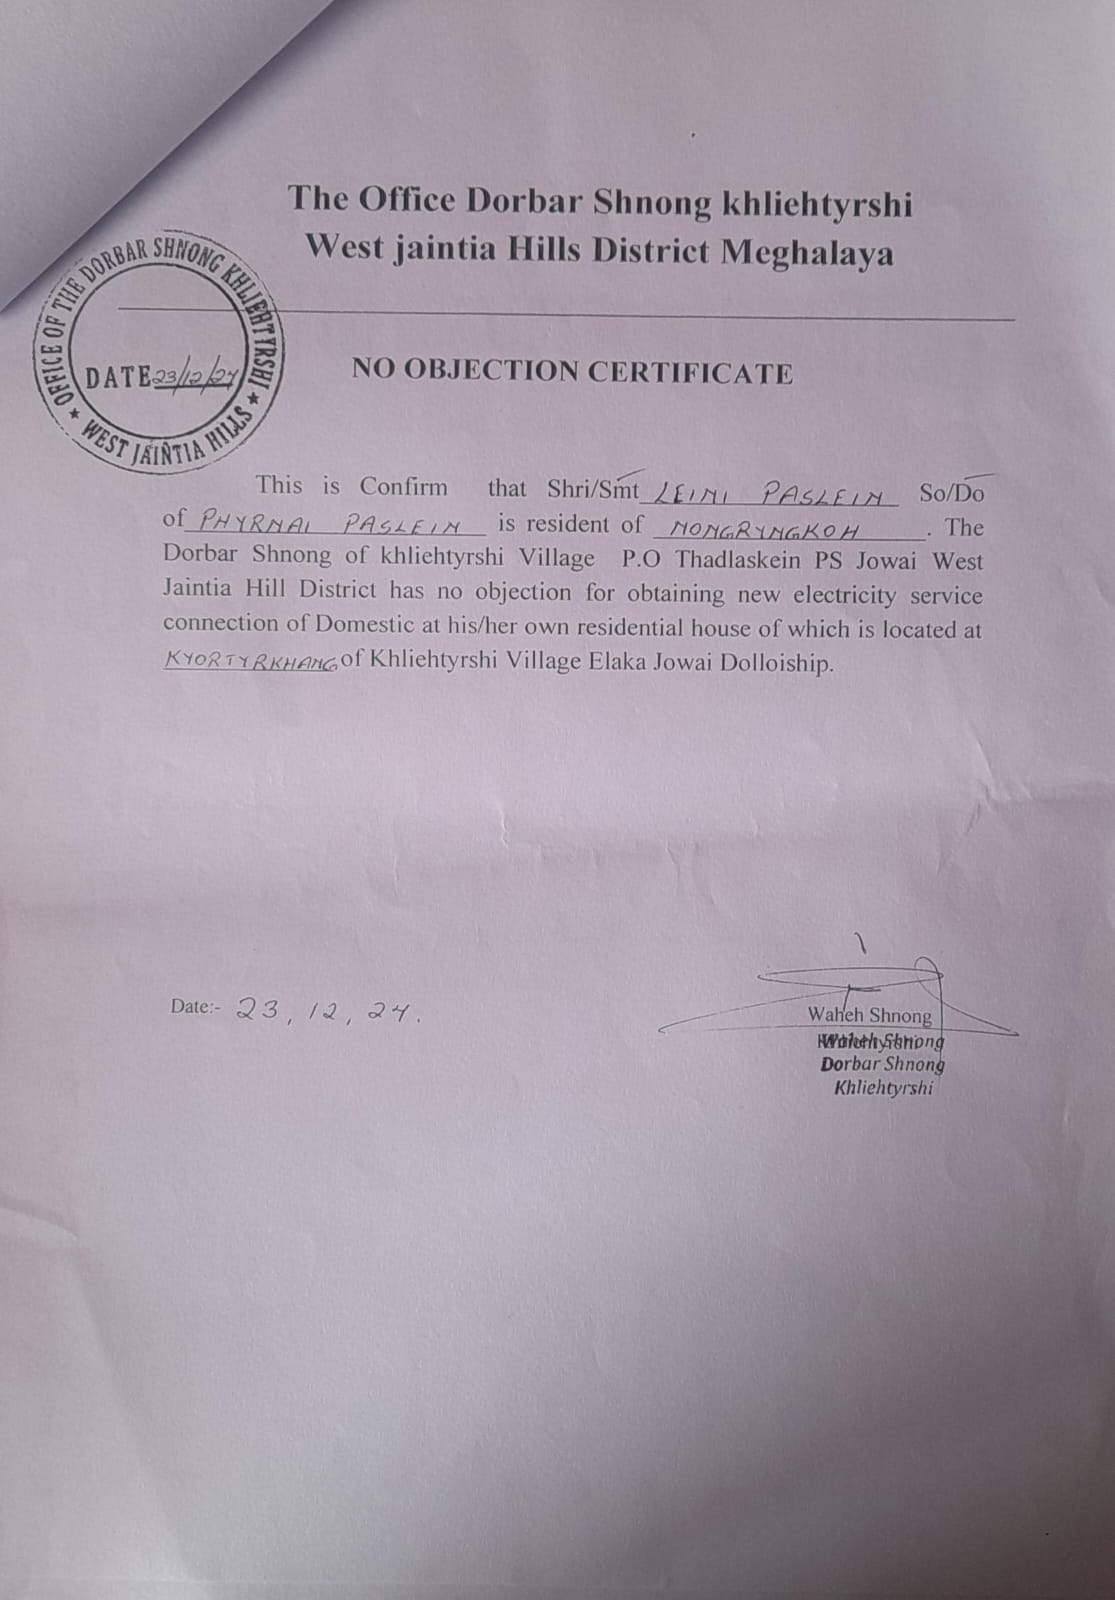 The Office Dorbar Shnong khliehtyrshi
West jaintia Hills District Meghalaya
OFFICE OF THE DORBAR SHNONG KHLIEHTYRSHI
★ WEST JAINTIA HILLS ★
DATE 23/12/24
NO OBJECTION CERTIFICATE
This is Confirm that Shri/Smt LEINI PASLEIN So/Do
of PHYRNAI PASLEIN is resident of NONGRYNGKOH . The
Dorbar Shnong of khliehtyrshi Village P.O Thadlaskein PS Jowai West
Jaintia Hill District has no objection for obtaining new electricity service
connection of Domestic at his/her own residential house of which is located at
KYORTYRKHANG of Khliehtyrshi Village Elaka Jowai Dolloiship.
Date:- 23, 12, 24.
Waheh Shnong
Waheh Shnong
Dorbar Shnong
Khliehtyrshi